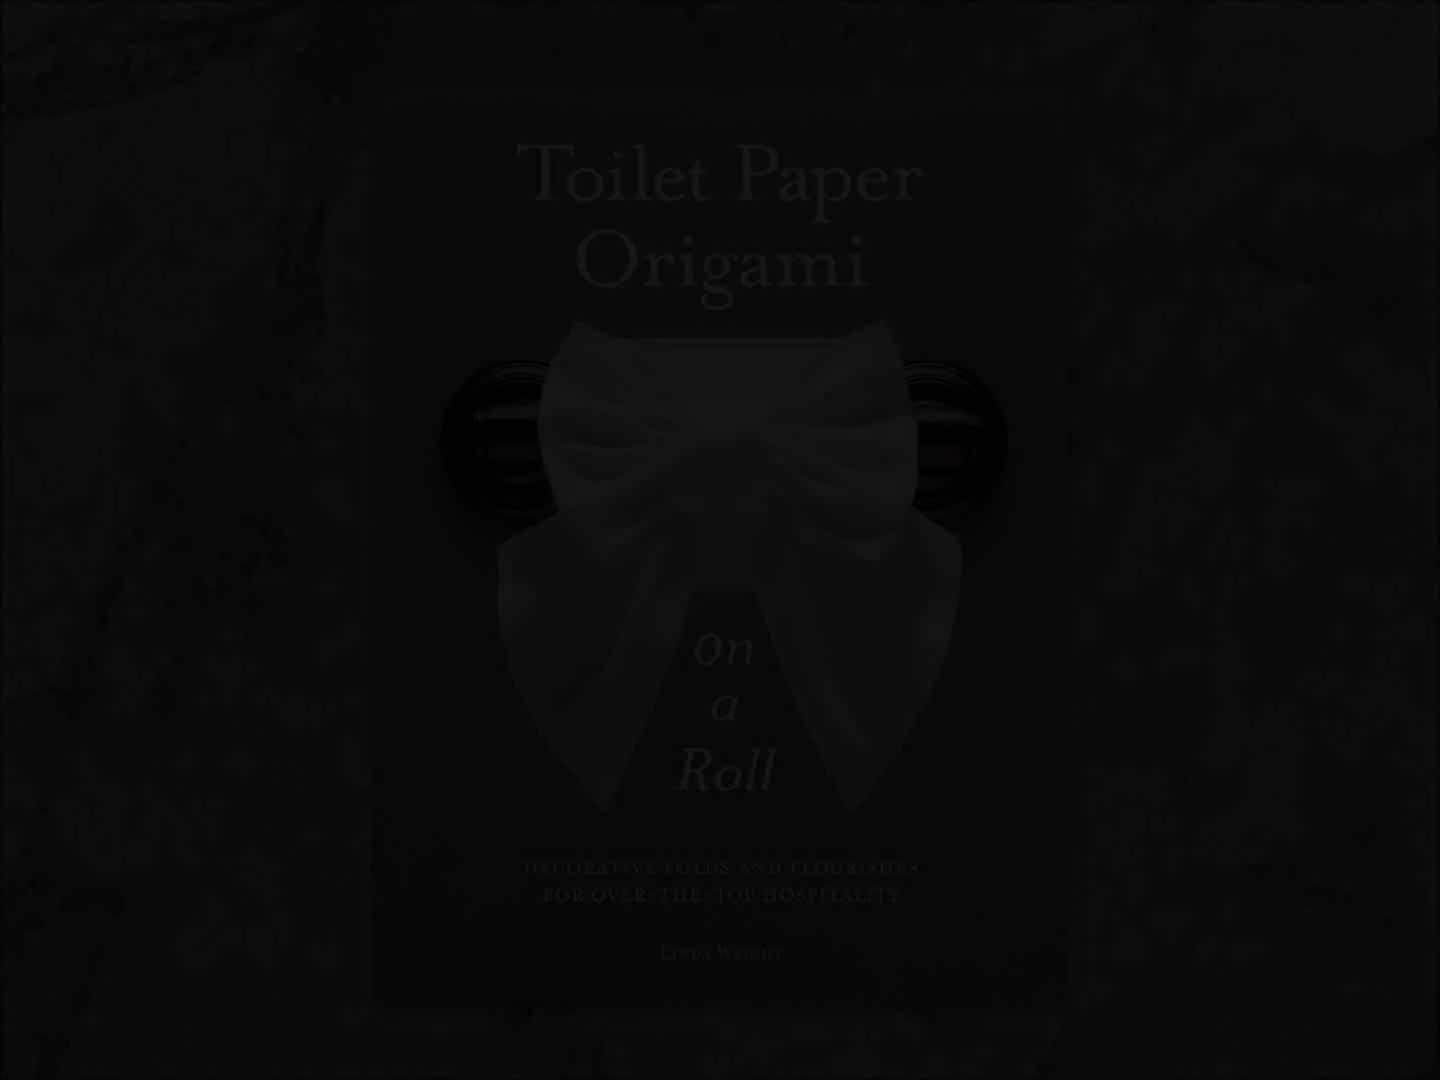 Toilet Paper
Origami
on
a
Roll
DECORATIVE FOLDS AND FLOURISHES
FOR OVER-THE-TOP HOSPITALITY
LINDA WRIGHT